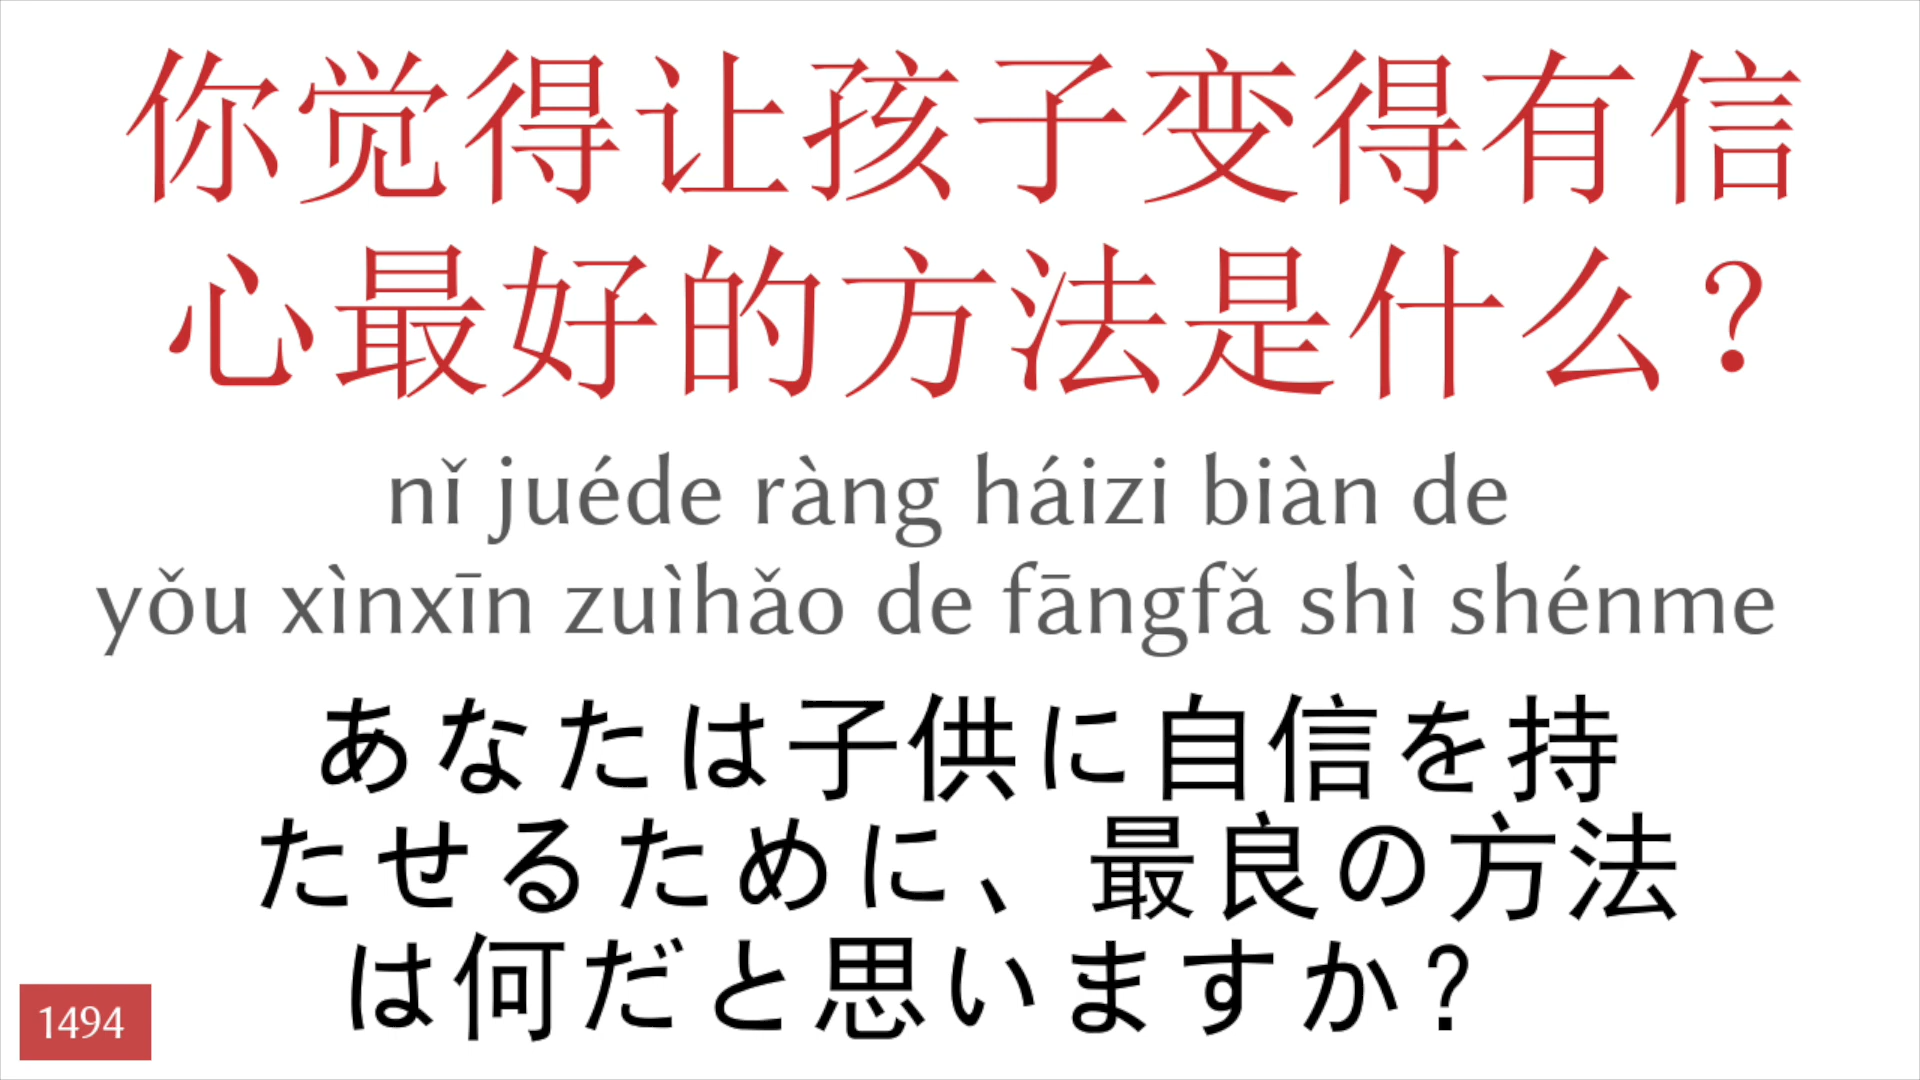 你觉得让孩子变得有信
心最好的方法是什么？
nǐ juéde ràng háizi biàn de
yǒu xìnxīn zuìhǎo de fāngfǎ shì shénme
あなたは子供に自信を持
たせるために、最良の方法
は何だと思いますか？
1494